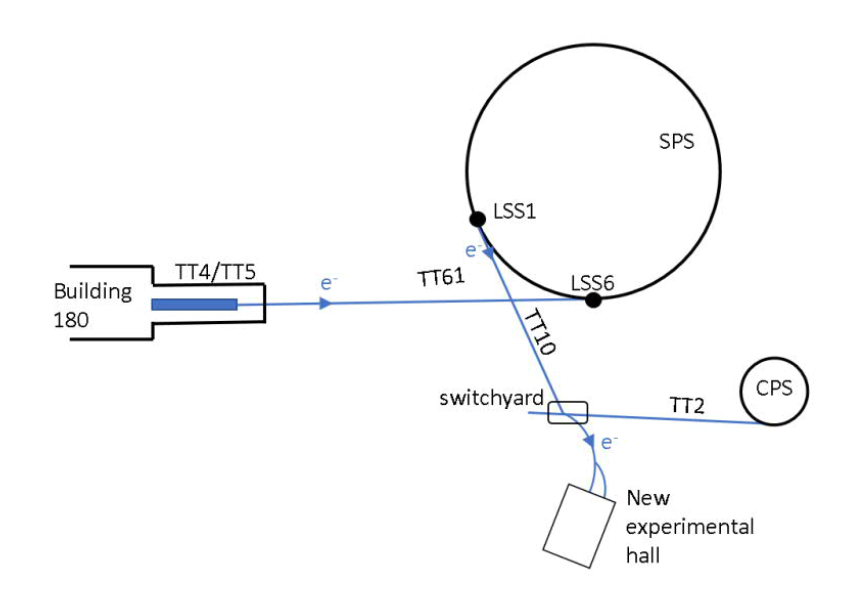 SPS
LSS1
e-
TT4/TT5
e-
TT61
LSS6
Building
180
TT10
CPS
switchyard
TT2
e-
New
experimental
hall